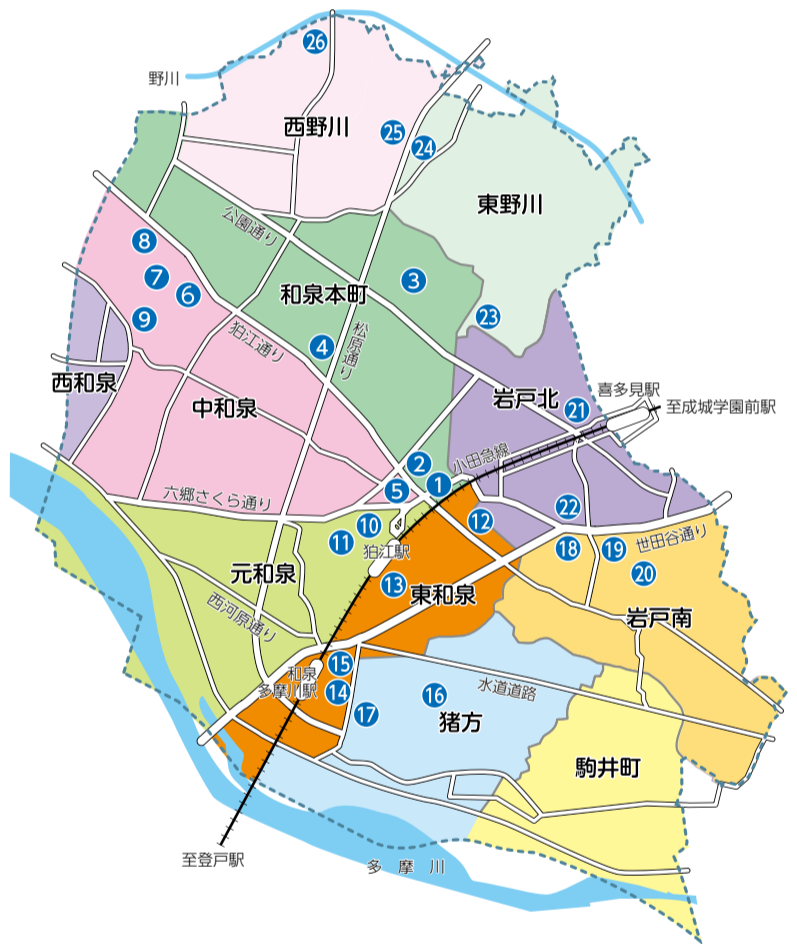 26
野川
西野川
25
24
東野川
公園通り
8
7
6
9
3
和泉本町
23
狛江通り
4
松原通り
西和泉
中和泉
岩戸北
喜多見駅
21
至成城学園前駅
小田急線
2
1
5
六郷さくら通り
10
11
狛江駅
12
22
18
19
世田谷通り
20
13
元和泉
東和泉
岩戸南
西河原通り
15
和泉
多摩川駅
14
17
16
水道道路
猪方
駒井町
至登戸駅
多摩川